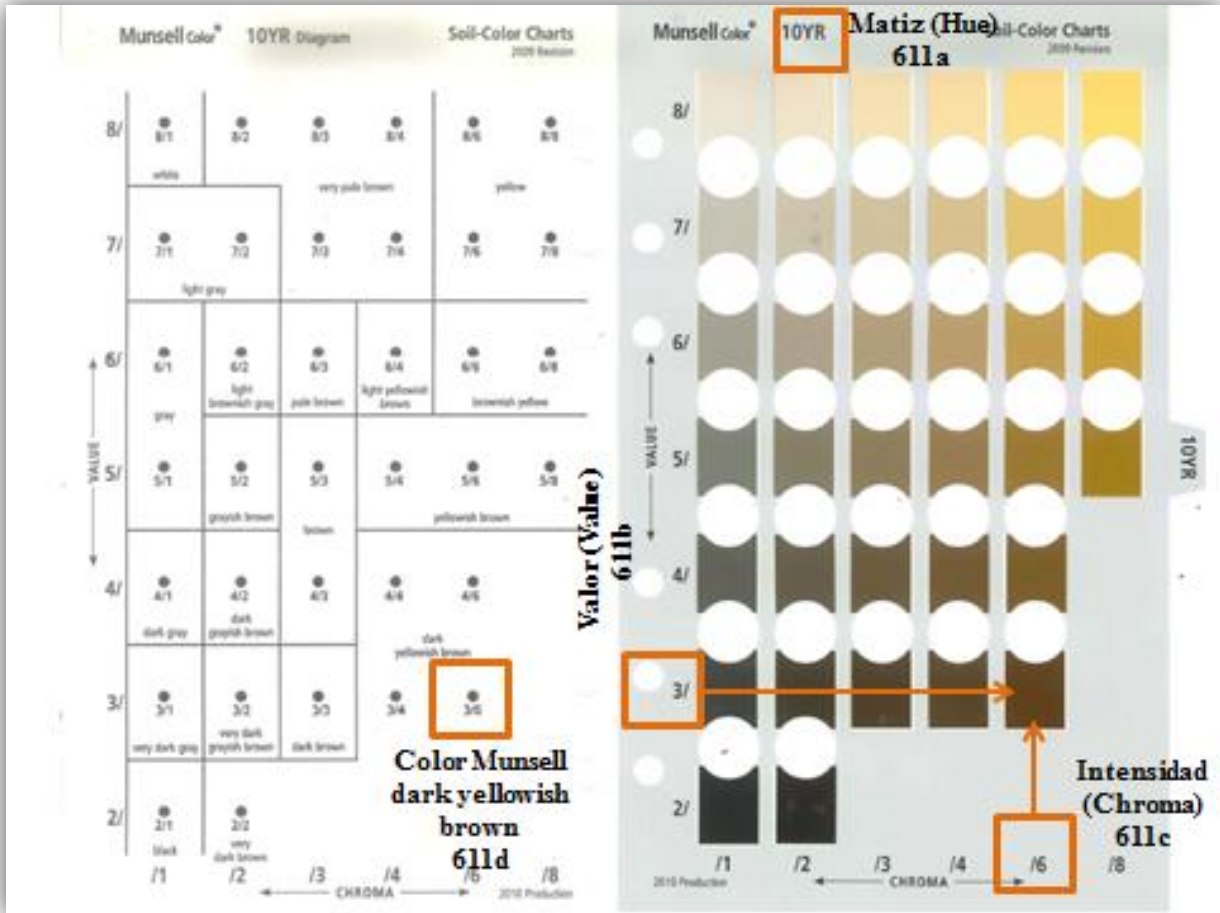 Munsell Color® 10YR Diagram Soil-Color Charts
2009 Revision
8/
8/1 8/2 8/3 8/4 8/6 8/8
white very pale brown yellow
7/
7/1 7/2 7/3 7/4 7/6 7/8
light gray
6/
6/1 6/2 6/3 6/4 6/6 6/8
gray
light
brownish gray
pale brown
light yellowish
brown
brownish yellow
VALUE
5/
5/1 5/2 5/3 5/4 5/6 5/8
grayish brown
brown
yellowish brown
4/
4/1 4/2 4/3 4/4 4/6
dark gray
dark
grayish brown
dark
yellowish brown
3/
3/1 3/2 3/3 3/4 3/6
very dark gray
very dark
grayish brown
dark brown
Color Munsell
dark yellowish
brown
611d
2/
2/1 2/2
black
very
dark brown
/1 /2 /3 /4 /6 /8
CHROMA
2010 Production
Munsell Color® 10YR Matiz (Hue)
611a
oil-Color Charts
2009 Revision
8/
7/
6/
VALUE
5/
Valor (Value)
611b
4/
3/
2/
10YR
Intensidad
(Chroma)
611c
/1 /2 /3 /4 /6 /8
2010 Production
CHROMA